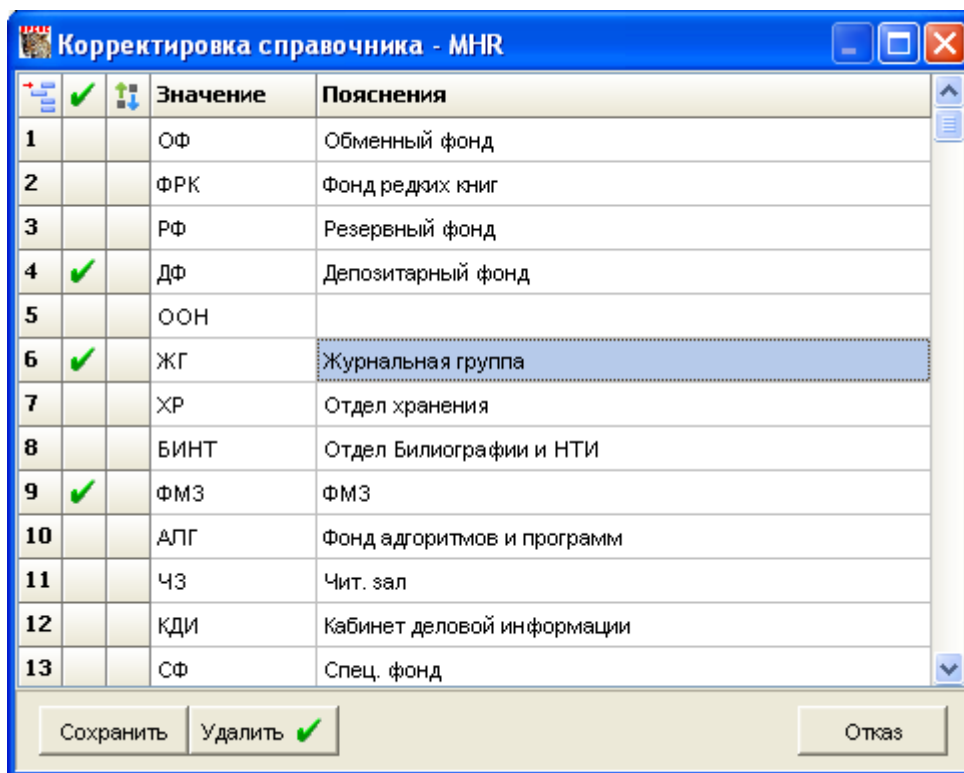 Корректировка справочника - MHR
Значение Пояснения
1 ОФ Обменный фонд
2 ФРК Фонд редких книг
3 РФ Резервный фонд
4 ДФ Депозитарный фонд
5 ООН
6 ЖГ Журнальная группа
7 ХР Отдел хранения
8 БИНТ Отдел Билиографии и НТИ
9 ФМЗ ФМЗ
10 АПГ Фонд адгоритмов и программ
11 ЧЗ Чит. зал
12 КДИ Кабинет деловой информации
13 СФ Спец. фонд
Сохранить Удалить Отказ